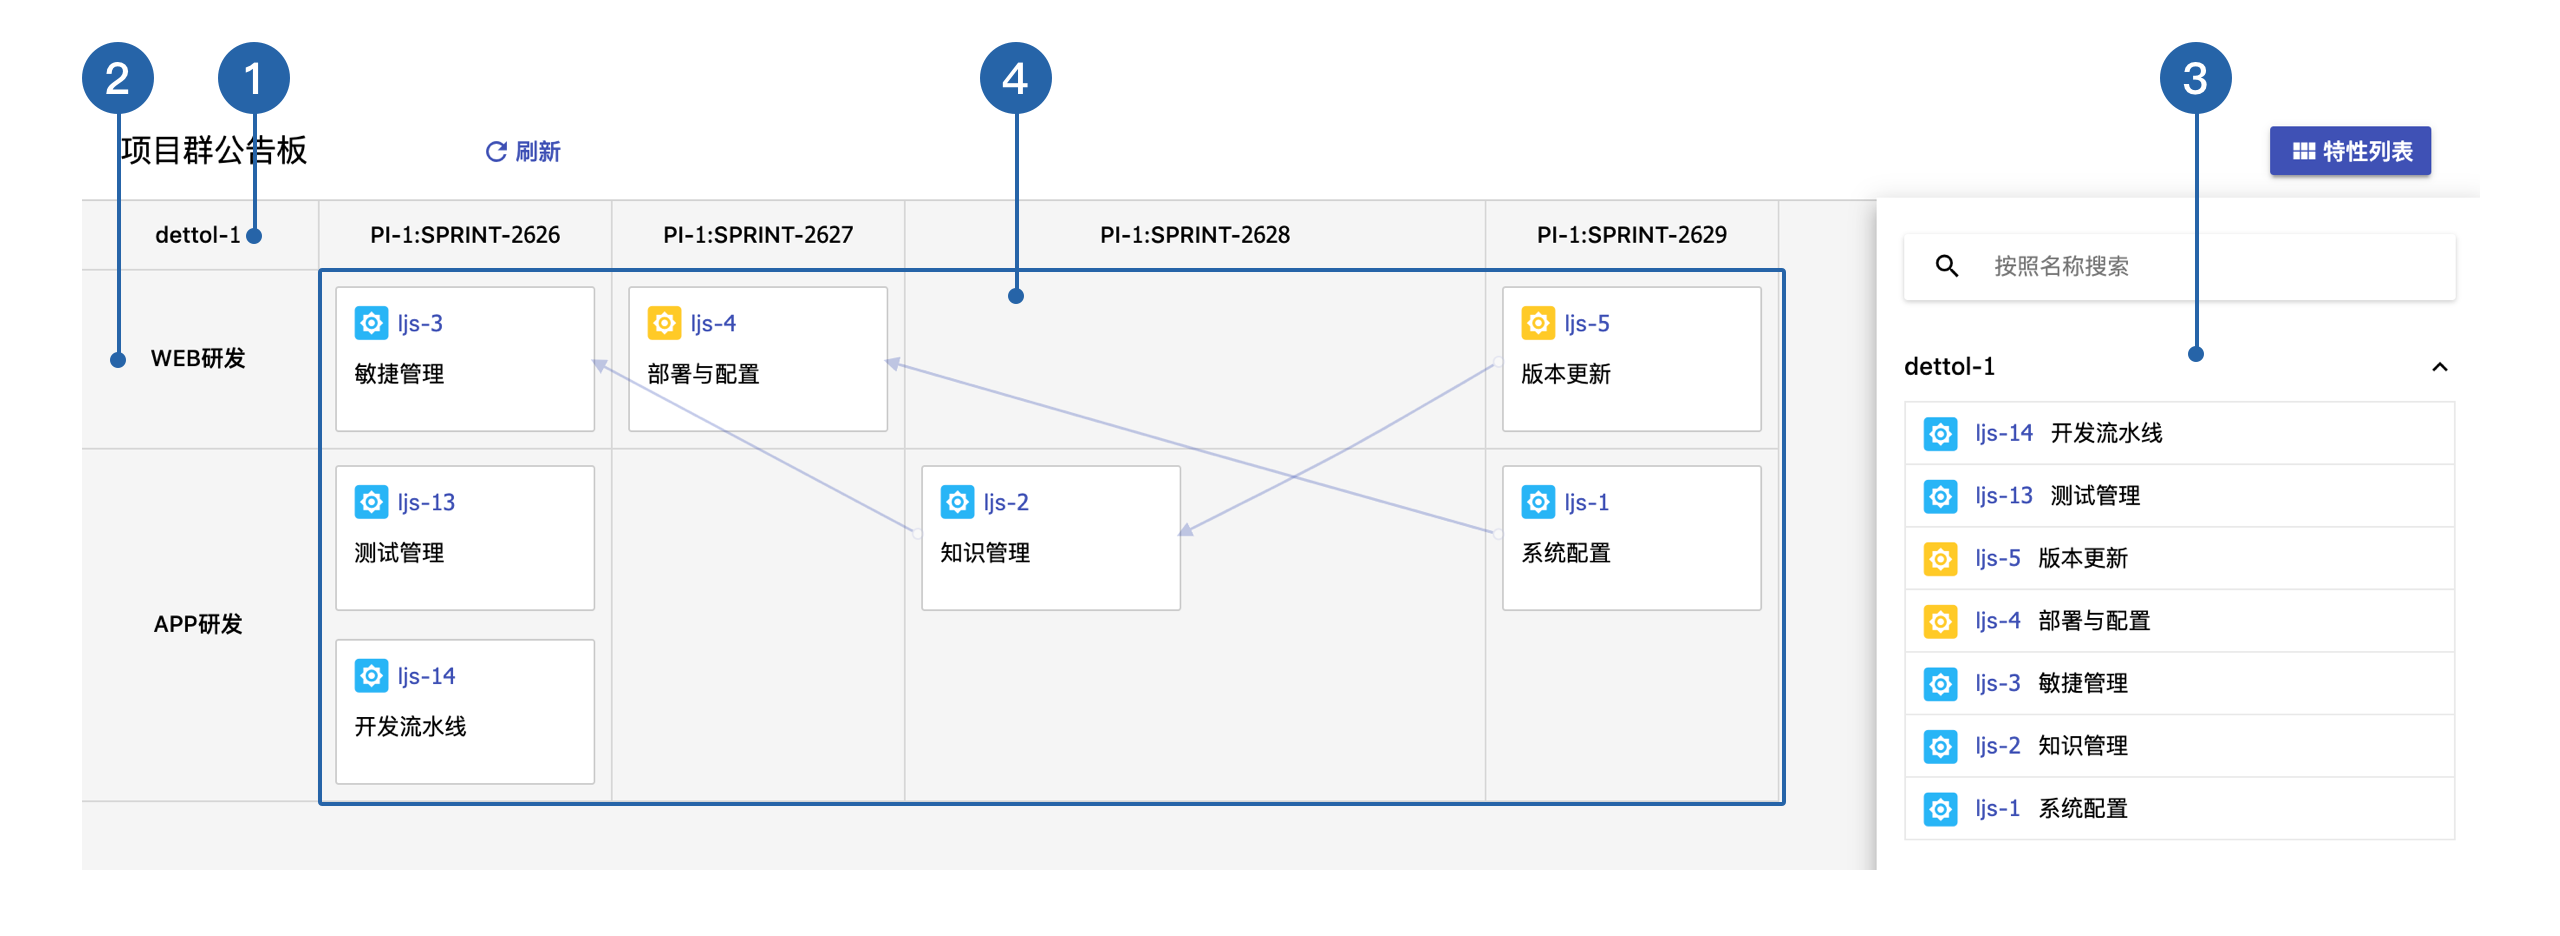 2
1
4
3
项目群公告板
刷新
特性列表
dettol-1
PI-1:SPRINT-2626
PI-1:SPRINT-2627
PI-1:SPRINT-2628
PI-1:SPRINT-2629
WEB研发
ljs-3
敏捷管理
ljs-4
部署与配置
ljs-5
版本更新
APP研发
ljs-13
测试管理
ljs-2
知识管理
ljs-1
系统配置
ljs-14
开发流水线
按照名称搜索
dettol-1
ljs-14 开发流水线
ljs-13 测试管理
ljs-5 版本更新
ljs-4 部署与配置
ljs-3 敏捷管理
ljs-2 知识管理
ljs-1 系统配置